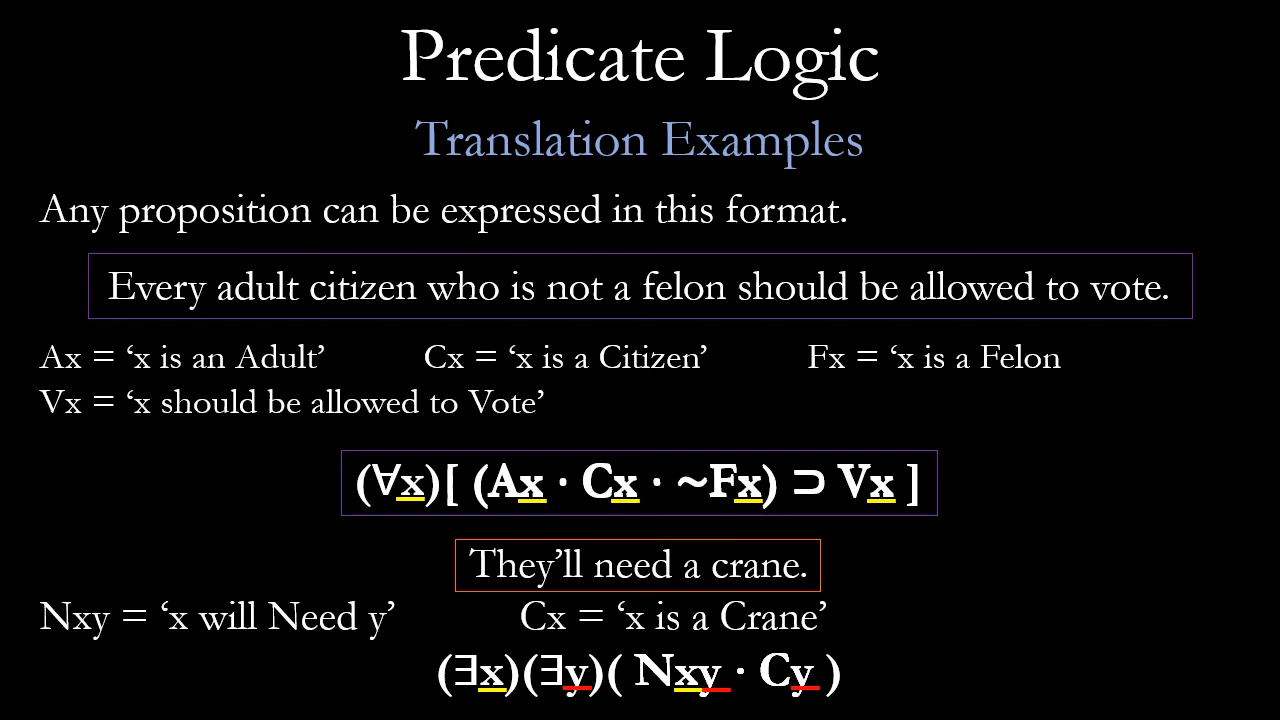 Predicate Logic
Translation Examples
Any proposition can be expressed in this format.
Every adult citizen who is not a felon should be allowed to vote.
Ax = ‘x is an Adult’ Cx = ‘x is a Citizen’ Fx = ‘x is a Felon
Vx = ‘x should be allowed to Vote’
(∀x)[ (Ax · Cx · ~Fx) ⊃ Vx ]
They’ll need a crane.
Nxy = ‘x will Need y’ Cx = ‘x is a Crane’
(∃x)(∃y)( Nxy · Cy )